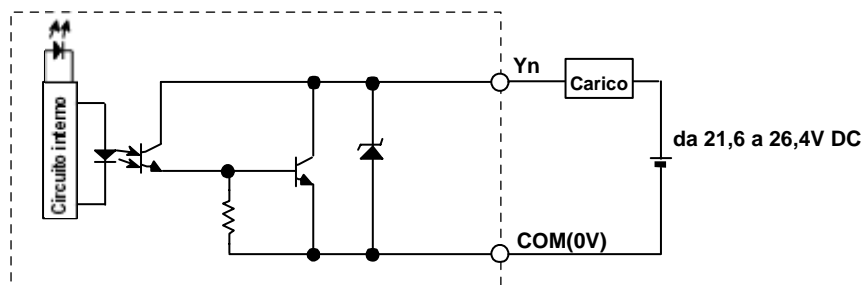 Yn
Carico
Circuito interno
da 21,6 a 26,4V DC
COM(0V)